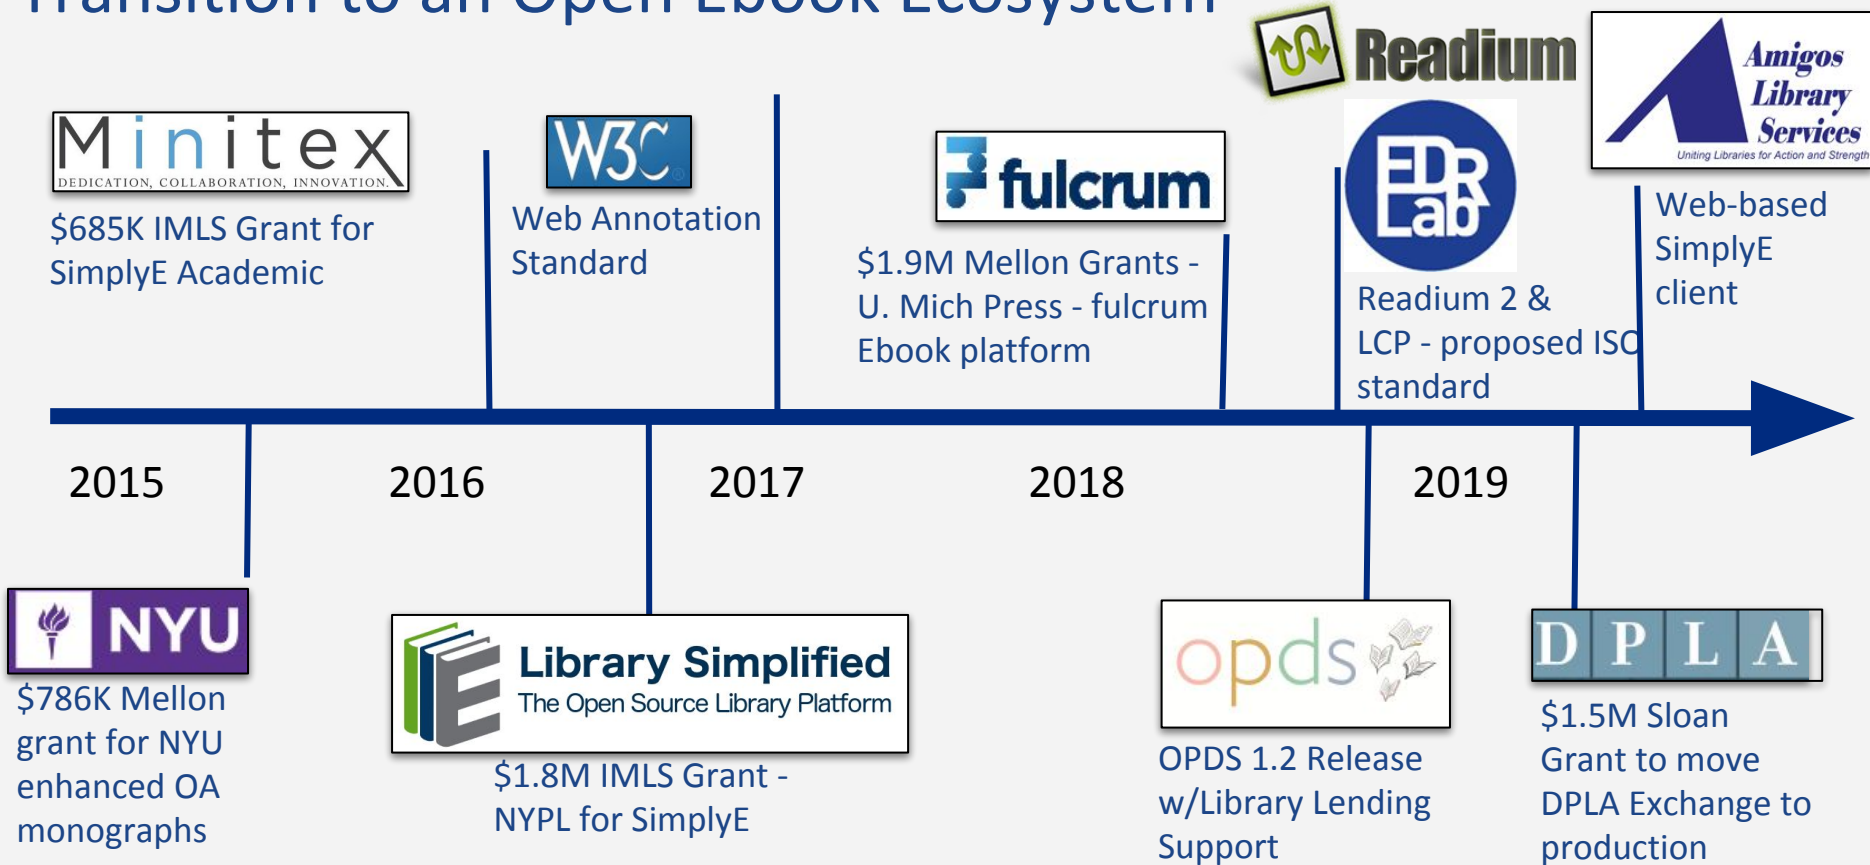 Transition to an Open Ebook Ecosystem
Readium
Amigos
Library
Services
Uniting Libraries for Action and Strength
Minitex
DEDICATION, COLLABORATION, INNOVATION.
$685K IMLS Grant for
SimplyE Academic
W3C
Web Annotation
Standard
fulcrum
$1.9M Mellon Grants -
U. Mich Press - fulcrum
Ebook platform
EDR
Lab
Readium 2 &
LCP - proposed ISO
standard
Web-based
SimplyE
client
2015
2016
2017
2018
2019
NYU
$786K Mellon
grant for NYU
enhanced OA
monographs
Library Simplified
The Open Source Library Platform
$1.8M IMLS Grant -
NYPL for SimplyE
opds
OPDS 1.2 Release
w/Library Lending
Support
DPLA
$1.5M Sloan
Grant to move
DPLA Exchange to
production